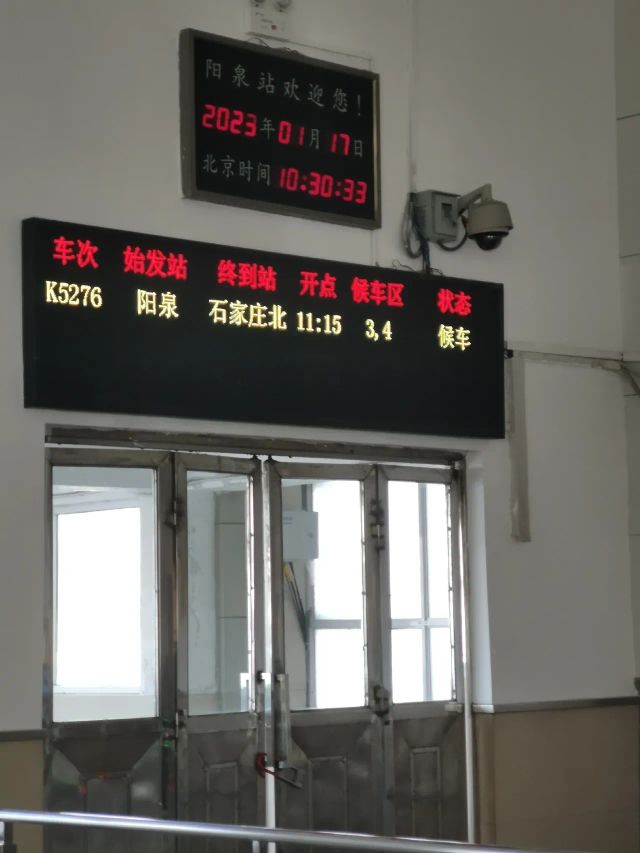 阳泉站欢迎您!
2023年01月17日
北京时间10:30:33
车次 始发站 终到站 开点 候车区 状态
K5276 阳泉 石家庄北 11:15 3,4 候车